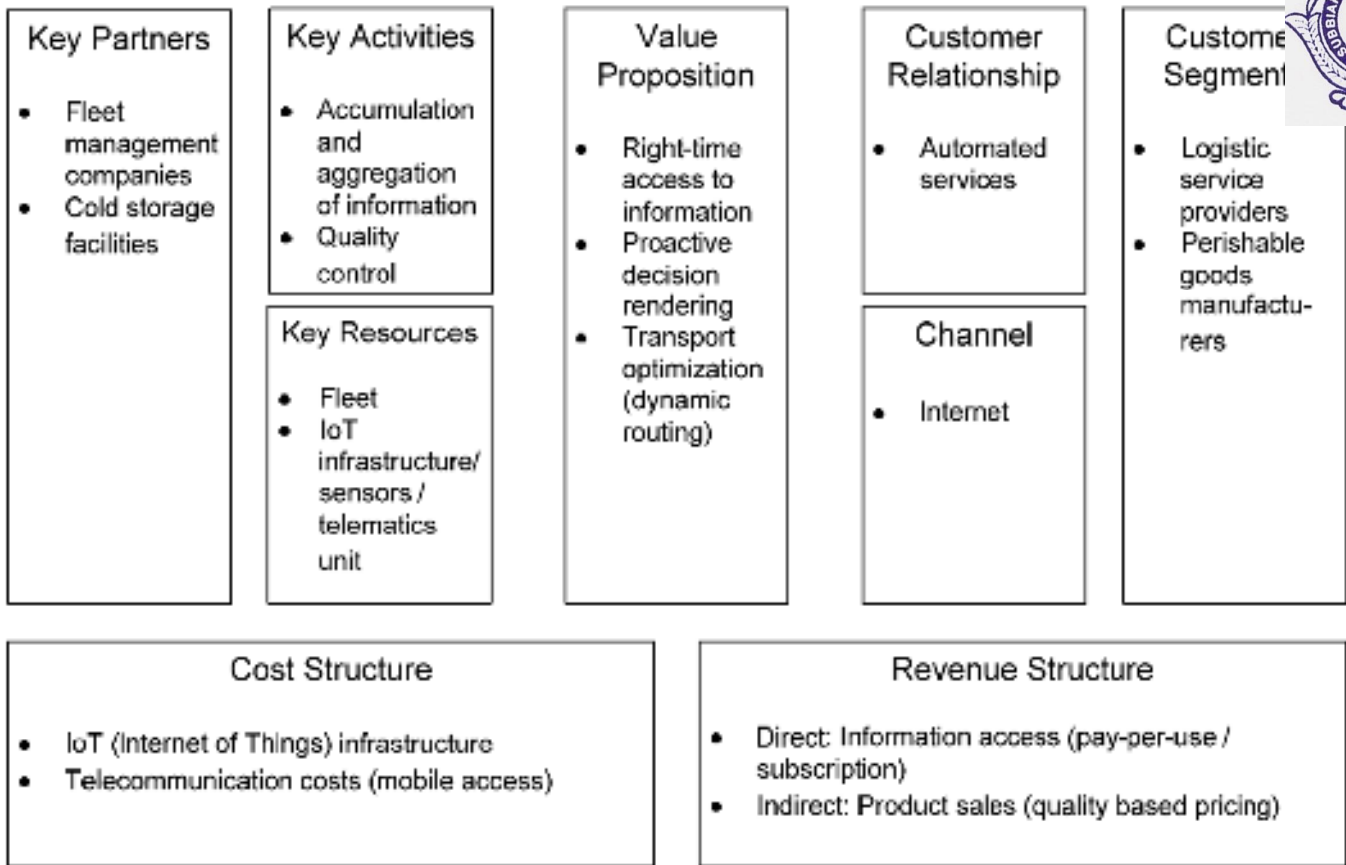 Key Partners
• Fleet
management
companies
• Cold storage
facilities
Key Activities
• Accumulation
and
aggregation
of information
• Quality
control
Key Resources
• Fleet
• IoT
infrastructure/
sensors /
telematics
unit
Value
Proposition
• Right-time
access to
information
• Proactive
decision
rendering
• Transport
optimization
(dynamic
routing)
Customer
Relationship
• Automated
services
Channel
• Internet
Custome
Segment
• Logistic
service
providers
• Perishable
goods
manufactu-
rers
Cost Structure
• IoT (Internet of Things) infrastructure
• Telecommunication costs (mobile access)
Revenue Structure
• Direct: Information access (pay-per-use /
subscription)
• Indirect: Product sales (quality based pricing)